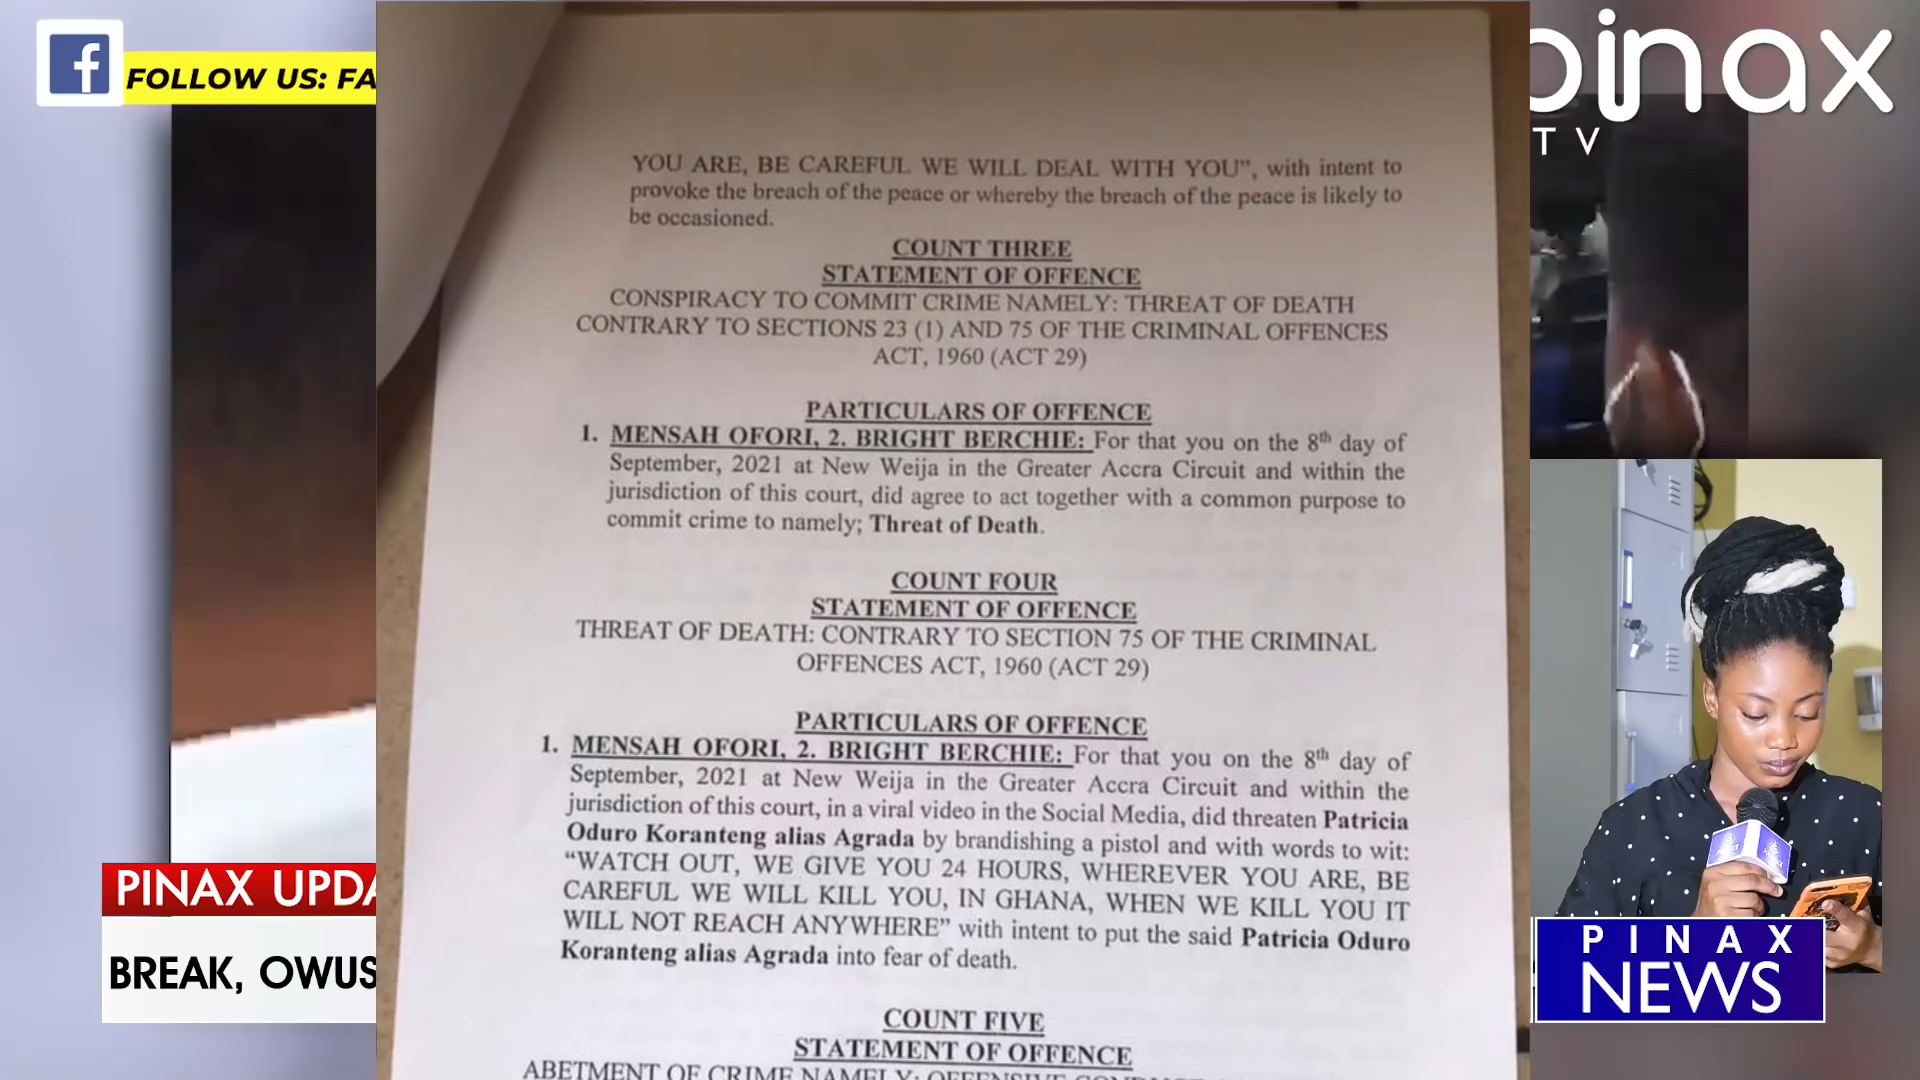 FOLLOW US: FA
pinax
TV
YOU ARE, BE CAREFUL WE WILL DEAL WITH YOU”, with intent to
provoke the breach of the peace or whereby the breach of the peace is likely to
be occasioned.
COUNT THREE
STATEMENT OF OFFENCE
CONSPIRACY TO COMMIT CRIME NAMELY: THREAT OF DEATH
CONTRARY TO SECTIONS 23 (1) AND 75 OF THE CRIMINAL OFFENCES
ACT, 1960 (ACT 29)
PARTICULARS OF OFFENCE
1. MENSAH OFORI, 2. BRIGHT BERCHIE: For that you on the 8th day of
September, 2021 at New Weija in the Greater Accra Circuit and within the
jurisdiction of this court, did agree to act together with a common purpose to
commit crime to namely; Threat of Death.
COUNT FOUR
STATEMENT OF OFFENCE
THREAT OF DEATH: CONTRARY TO SECTION 75 OF THE CRIMINAL
OFFENCES ACT, 1960 (ACT 29)
PARTICULARS OF OFFENCE
1. MENSAH OFORI, 2. BRIGHT BERCHIE: For that you on the 8th day of
September, 2021 at New Weija in the Greater Accra Circuit and within the
jurisdiction of this court, in a viral video in the Social Media, did threaten Patricia
Oduro Koranteng alias Agrada by brandishing a pistol and with words to wit:
“WATCH OUT, WE GIVE YOU 24 HOURS, WHEREVER YOU ARE, BE
CAREFUL WE WILL KILL YOU, IN GHANA, WHEN WE KILL YOU IT
WILL NOT REACH ANYWHERE” with intent to put the said Patricia Oduro
Koranteng alias Agrada into fear of death.
COUNT FIVE
STATEMENT OF OFFENCE
ABETMENT OF CRIME NAMELY: OFFENSIVE
PINAX UPDA
BREAK, OWUS
PINAX
NEWS